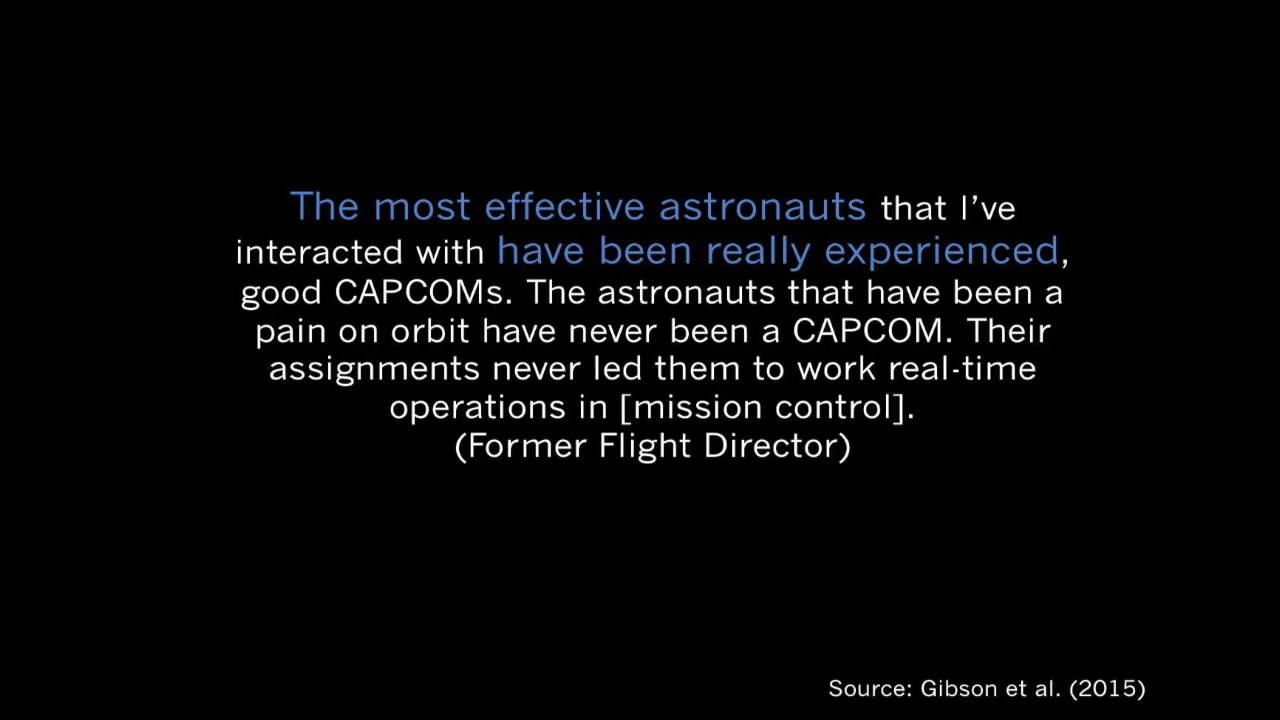 The most effective astronauts that I’ve
interacted with have been really experienced,
good CAPCOMs. The astronauts that have been a
pain on orbit have never been a CAPCOM. Their
assignments never led them to work real-time
operations in [mission control].
(Former Flight Director)
Source: Gibson et al. (2015)